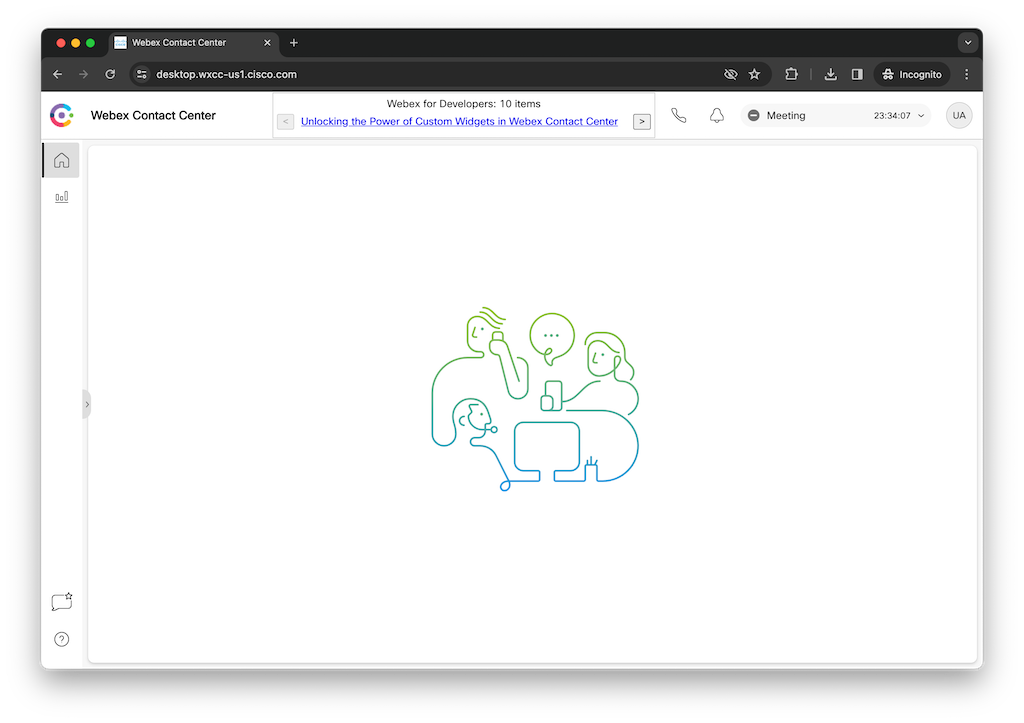 Webex Contact Center
desktop.wxcc-us1.cisco.com
Incognito
Webex Contact Center
Webex for Developers: 10 items
< Unlocking the Power of Custom Widgets in Webex Contact Center >
Meeting 23:34:07
UA